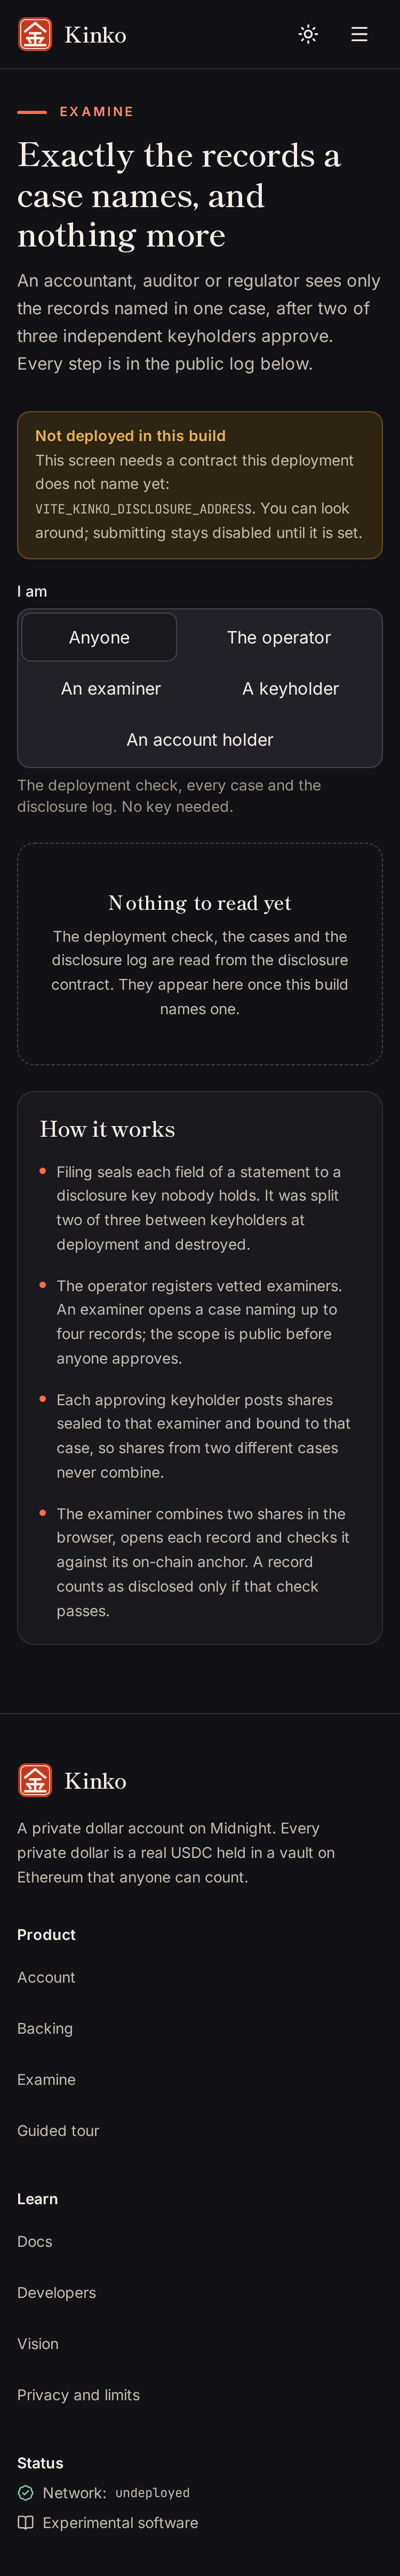 金 Kinko
EXAMINE
Exactly the records a
case names, and
nothing more
An accountant, auditor or regulator sees only
the records named in one case, after two of
three independent keyholders approve.
Every step is in the public log below.
Not deployed in this build
This screen needs a contract this deployment
does not name yet:
VITE_KINKO_DISCLOSURE_ADDRESS. You can look
around; submitting stays disabled until it is set.
I am
Anyone The operator
An examiner A keyholder
An account holder
The deployment check, every case and the
disclosure log. No key needed.
Nothing to read yet
The deployment check, the cases and the
disclosure log are read from the disclosure
contract. They appear here once this build
names one.
How it works
Filing seals each field of a statement to a
disclosure key nobody holds. It was split
two of three between keyholders at
deployment and destroyed.
The operator registers vetted examiners.
An examiner opens a case naming up to
four records; the scope is public before
anyone approves.
Each approving keyholder posts shares
sealed to that examiner and bound to that
case, so shares from two different cases
never combine.
The examiner combines two shares in the
browser, opens each record and checks it
against its on-chain anchor. A record
counts as disclosed only if that check
passes.
金 Kinko
A private dollar account on Midnight. Every
private dollar is a real USDC held in a vault on
Ethereum that anyone can count.
Product
Account
Backing
Examine
Guided tour
Learn
Docs
Developers
Vision
Privacy and limits
Status
Network: undeployed
Experimental software